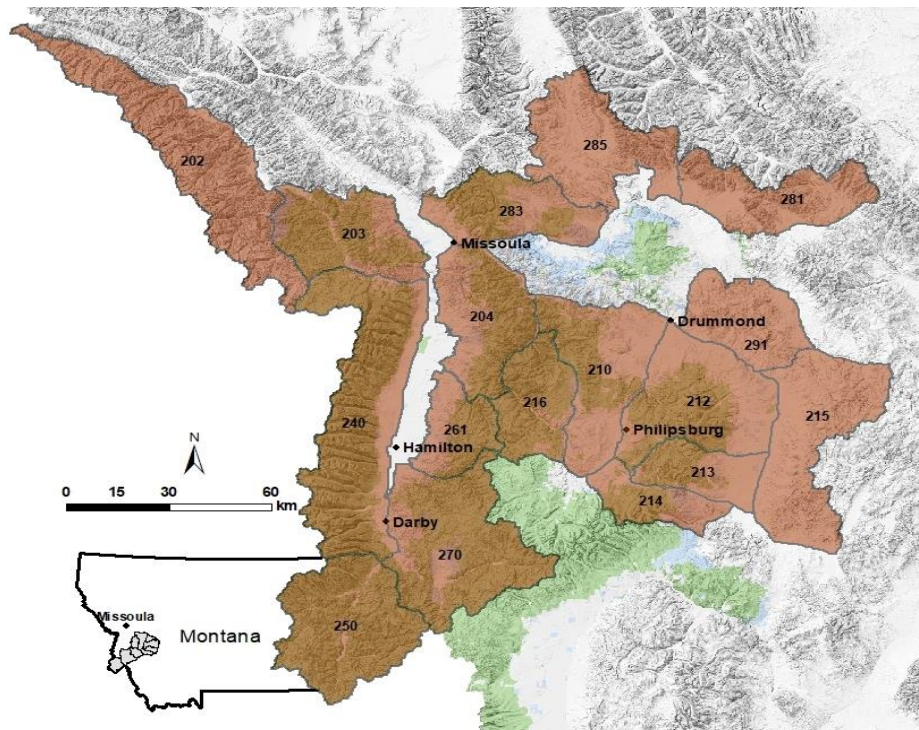 202
285
281
283
203
Missoula
204
Drummond
291
210
212
215
216
240
261
Philipsburg
Hamilton
213
214
N
0 15 30 60
km
Darby
270
Missoula
Montana
250